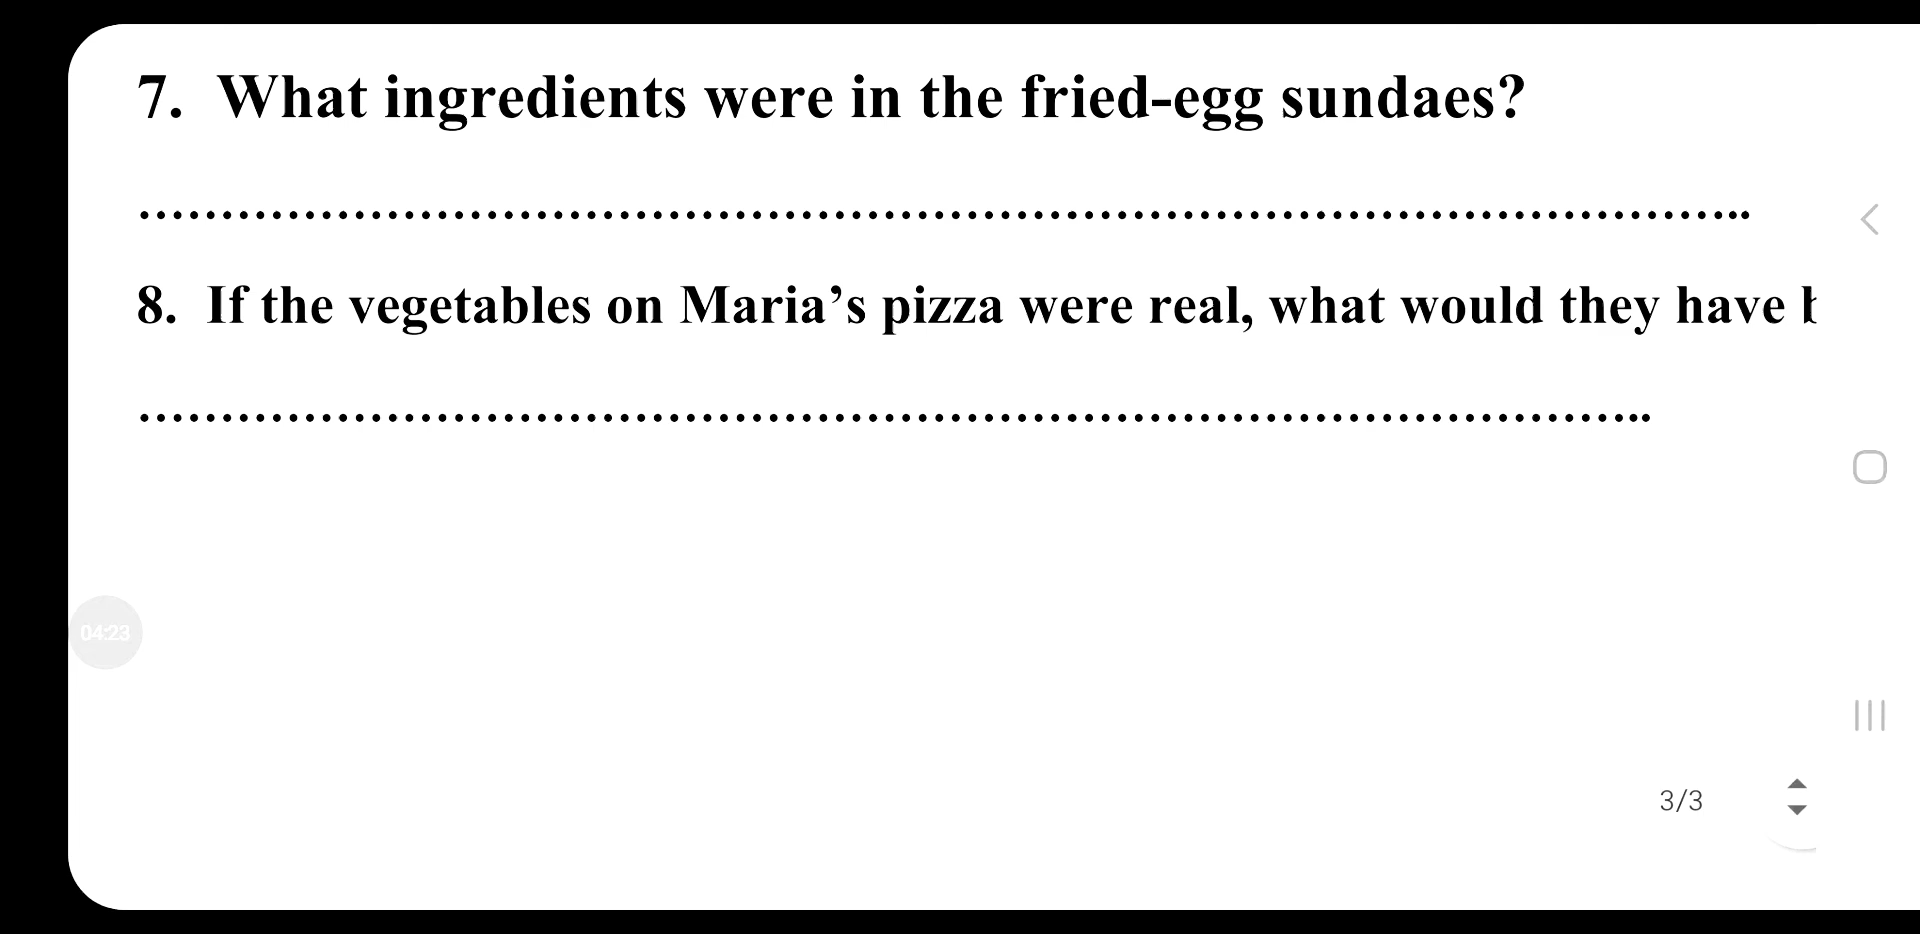 7. What ingredients were in the fried-egg sundaes?
……………………………………………………………………………………..
8. If the vegetables on Maria’s pizza were real, what would they have
………………………………………………………………………………..
04:23
3/3